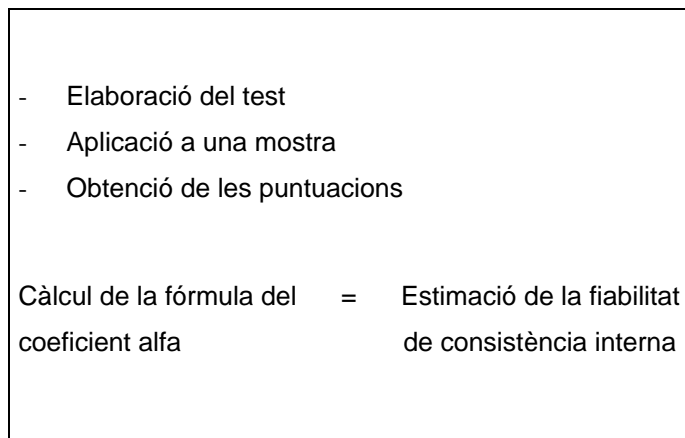 - Elaboració del test
- Aplicació a una mostra
- Obtenció de les puntuacions
Càlcul de la fórmula del = Estimació de la fiabilitat
coeficient alfa de consistència interna